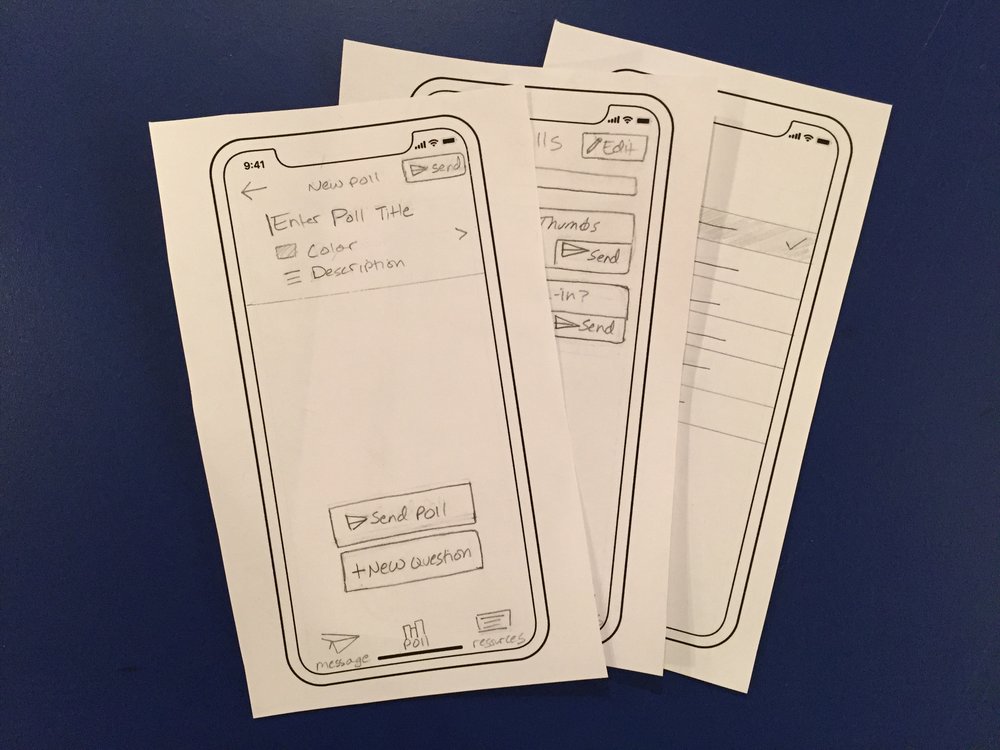 9:41
New Poll
Send
Enter Poll Title
Color
Description
Send Poll
+New Question
message
Poll
resources
lls
Edit
Thumbs
Send
-in?
Send